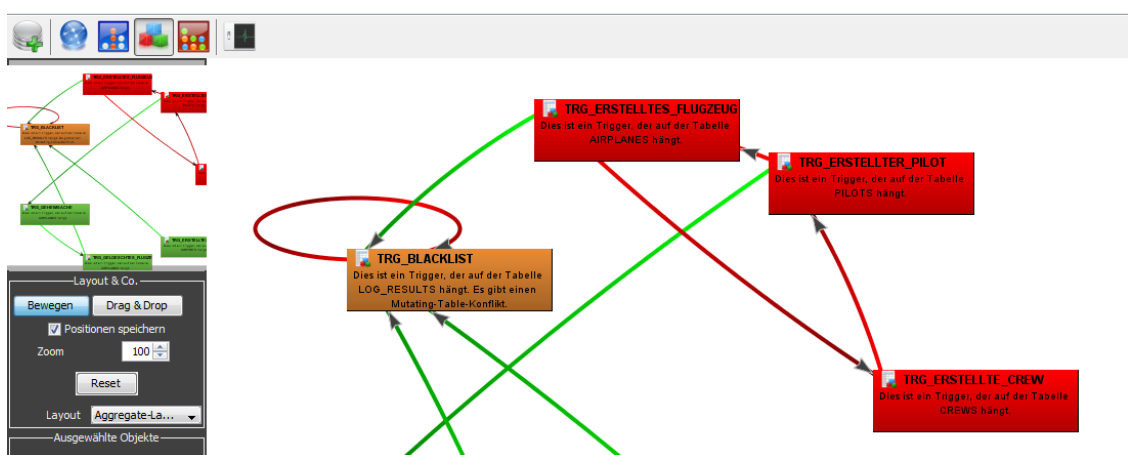 TRG_ERSTELLTES_FLUGZEUG
Dies ist ein Trigger, der auf der Tabelle
AIRPLANES hängt.
TRG_ERSTELLTER_PILOT
Dies ist ein Trigger, der auf der Tabelle
PILOTS hängt.
TRG_BLACKLIST
Dies ist ein Trigger, der auf der Tabelle
LOG_RESULTS hängt. Es gibt einen
Mutating-Table-Konflikt.
TRG_ERSTELLTE_CREW
Dies ist ein Trigger, der auf der Tabelle
CREWS hängt.
TRG_BLACKLIST
Layout & Co.
Bewegen
Drag & Drop
Positionen speichern
Zoom
100
Reset
Layout
Aggregate-La...
Ausgewählte Objekte